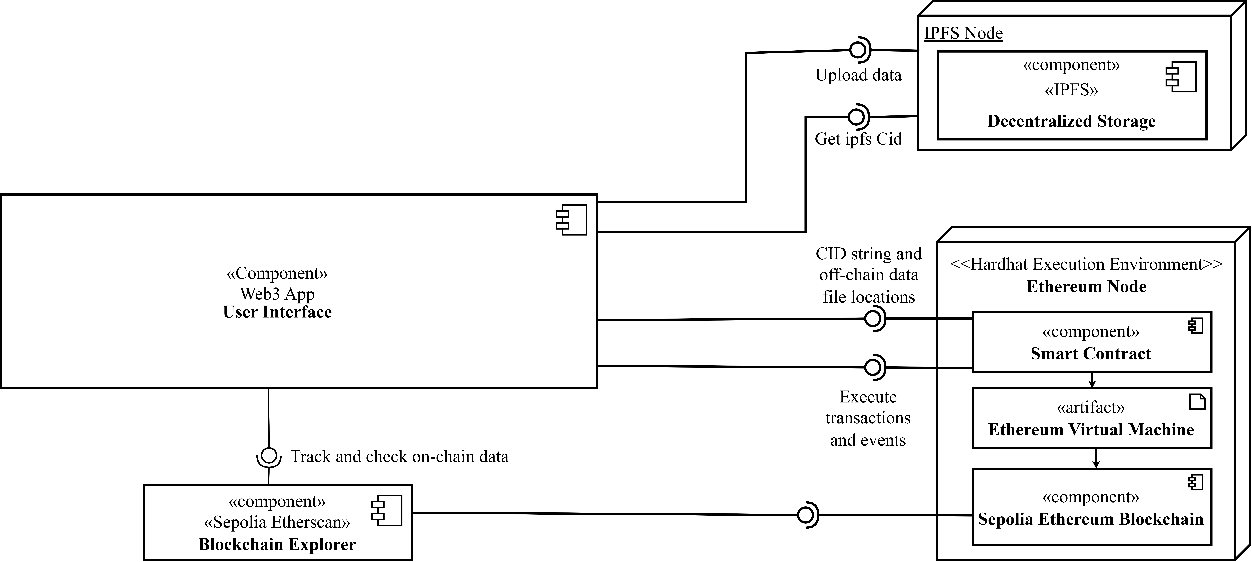 IPFS Node
«component»
«IPFS»
Decentralized Storage
Upload data
Get ipfs Cid
«Component»
Web3 App
User Interface
CID string and
off-chain data
file locations
<<Hardhat Execution Environment>>
Ethereum Node
«component»
Smart Contract
Execute
transactions
and events
«artifact»
Ethereum Virtual Machine
Track and check on-chain data
«component»
«Sepolia Etherscan»
Blockchain Explorer
«component»
Sepolia Ethereum Blockchain